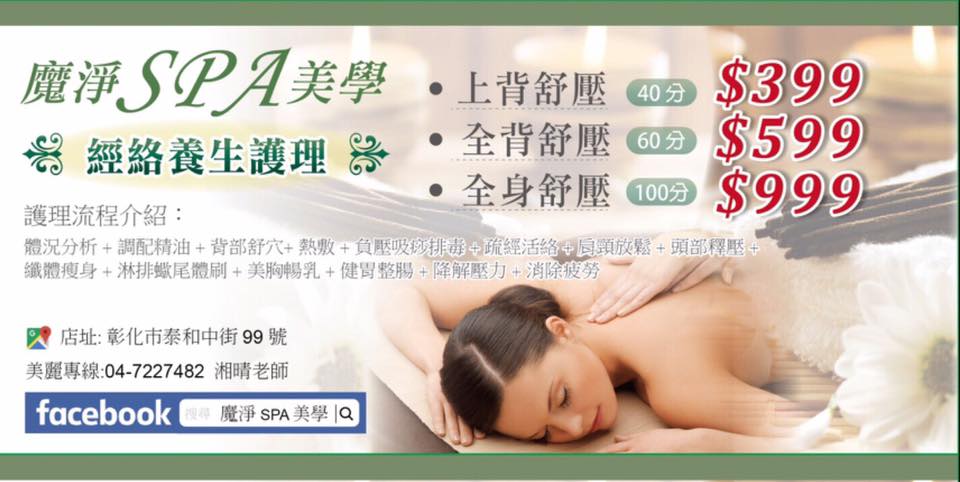 魔淨SPA美學
經絡養生護理
• 上背舒壓 40分 $399
• 全背舒壓 60分 $599
• 全身舒壓 100分 $999
護理流程介紹：
體況分析 + 調配精油 + 背部舒穴+ 熱敷 + 負壓吸痧排毒 + 疏經活絡 + 肩頸放鬆 + 頭部釋壓 +
纖體瘦身 + 淋排蠍尾體刷 + 美胸暢乳 + 健胃整腸 + 降解壓力 + 消除疲勞
店址: 彰化市泰和中街 99 號
美麗專線:04-7227482 湘晴老師
facebook 搜尋 魔淨 SPA 美學